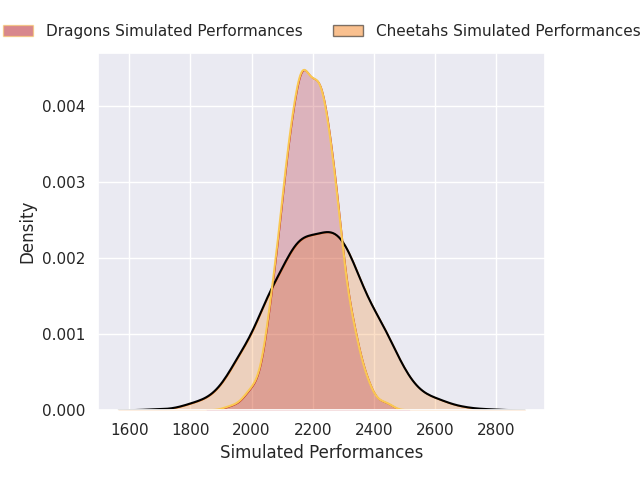 Dragons Simulated Performances
Cheetahs Simulated Performances
0.004
0.003
0.002
0.001
0.000
Density
1600 1800 2000 2200 2400 2600 2800
Simulated Performances